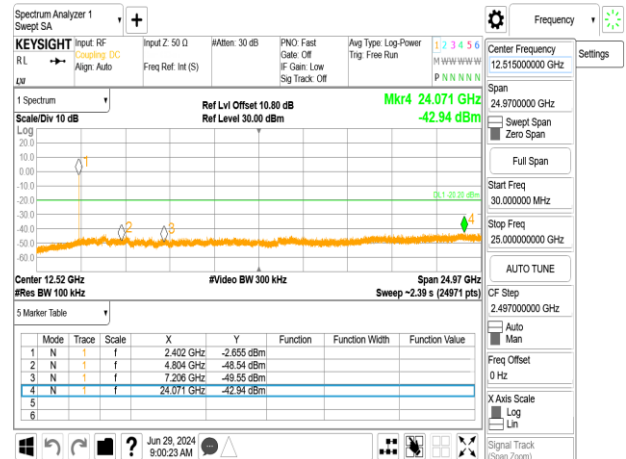 Spectrum Analyzer 1
Swept SA
Frequency
KEYSIGHT
RL
Input: RF
Coupling: DC
Align: Auto
Input Z: 50 Ω
Freq Ref: Int (S)
#Atten: 30 dB
PNO: Fast
Gate: Off
IF Gain: Low
Sig Track: Off
Avg Type: Log-Power
Trig: Free Run
1 2 3 4 5 6
M W W W W W
P N N N N N
1 Spectrum
Scale/Div 10 dB
Ref Lvl Offset 10.80 dB
Ref Level 30.00 dBm
Mkr4 24.071 GHz
-42.94 dBm
Log
20.0
10.0
0.00
-10.0
-20.0
-30.0
-40.0
-50.0
-60.0
1
2
3
4
DL1 -20.20 dBm
Center 12.52 GHz
#Res BW 100 kHz
#Video BW 300 kHz
Span 24.97 GHz
Sweep ~2.39 s (24971 pts)
5 Marker Table
Mode Trace Scale X Y Function Function Width Function Value
1 N 1 f 2.402 GHz -2.655 dBm
2 N 1 f 4.804 GHz -48.54 dBm
3 N 1 f 7.206 GHz -49.55 dBm
4 N 1 f 24.071 GHz -42.94 dBm
5
6
Jun 29, 2024
9:00:23 AM
Center Frequency
12.515000000 GHz
Settings
Span
24.9700000 GHz
Swept Span
Zero Span
Full Span
Start Freq
30.000000 MHz
Stop Freq
25.000000000 GHz
AUTO TUNE
CF Step
2.497000000 GHz
Auto
Man
Freq Offset
0 Hz
X Axis Scale
Log
Lin
Signal Track
(Span Zoom)